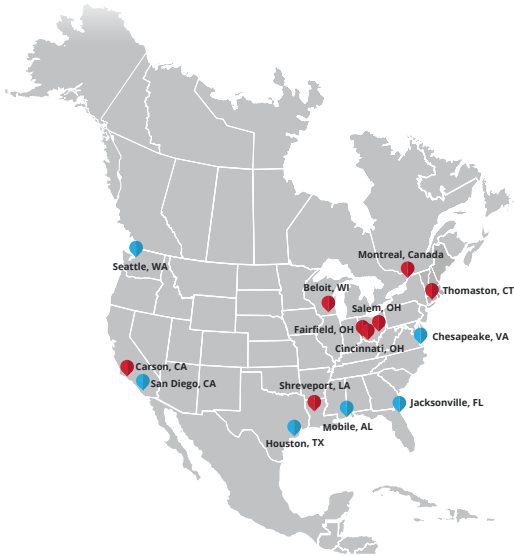 Montreal, Canada
Seattle, WA
Beloit, WI
Thomaston, CT
Salem, OH
Fairfield, OH
Chesapeake, VA
Cincinnati, OH
Carson, CA
San Diego, CA
Shreveport, LA
Jacksonville, FL
Mobile, AL
Houston, TX